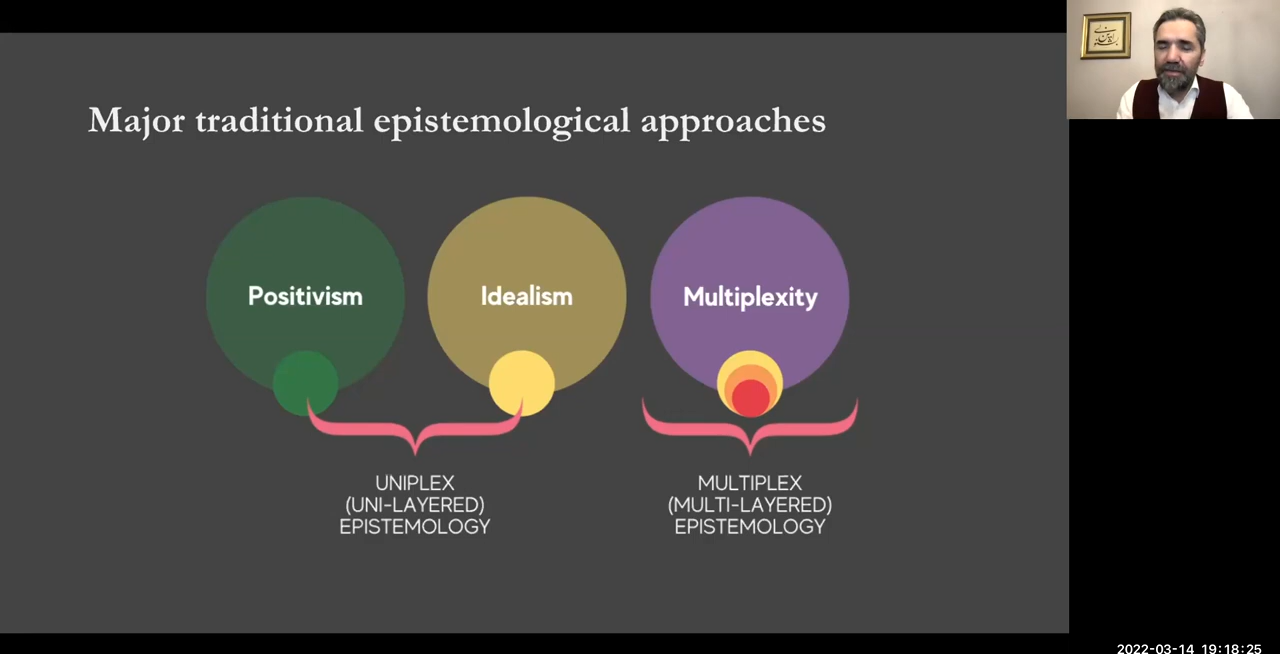 Major traditional epistemological approaches
Positivism
Idealism
Multiplexity
UNIPLEX
(UNI-LAYERED)
EPISTEMOLOGY
MULTIPLEX
(MULTI-LAYERED)
EPISTEMOLOGY
2022-03-14 19:18:25